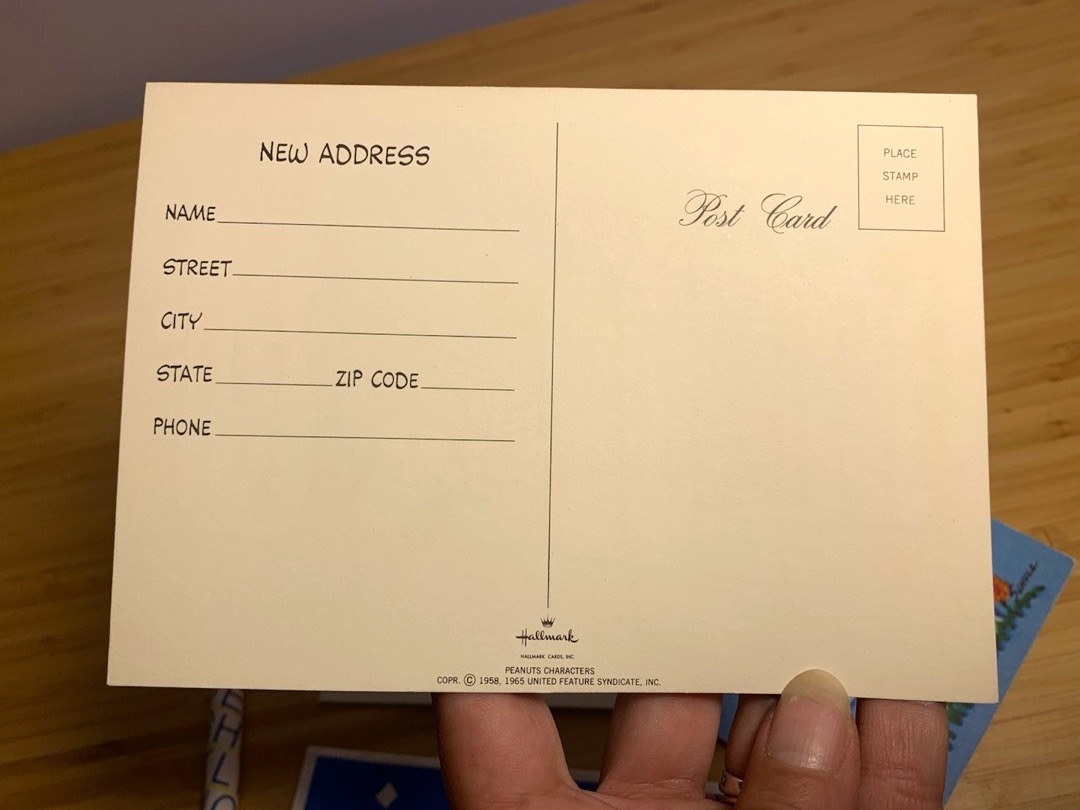 NEW ADDRESS
NAME
STREET
CITY
STATE ZIP CODE
PHONE
Post Card
PLACE
STAMP
HERE
Hallmark
HALLMARK CARDS, INC.
PEANUTS CHARACTERS
COPR. © 1958, 1965 UNITED FEATURE SYNDICATE, INC.